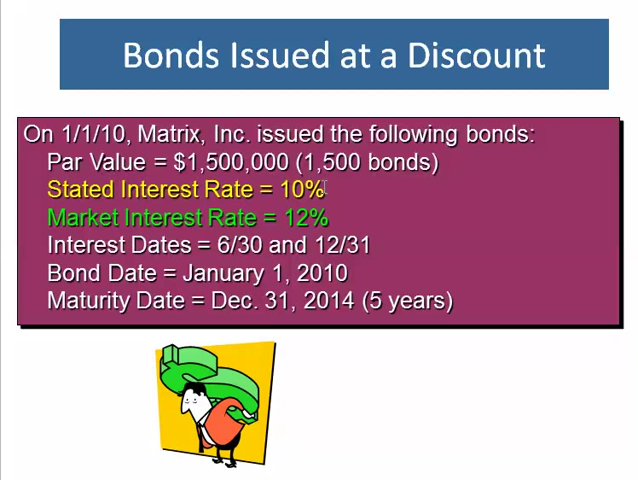 Bonds Issued at a Discount
On 1/1/10, Matrix, Inc. issued the following bonds:
Par Value = $1,500,000 (1,500 bonds)
Stated Interest Rate = 10%
Market Interest Rate = 12%
Interest Dates = 6/30 and 12/31
Bond Date = January 1, 2010
Maturity Date = Dec. 31, 2014 (5 years)